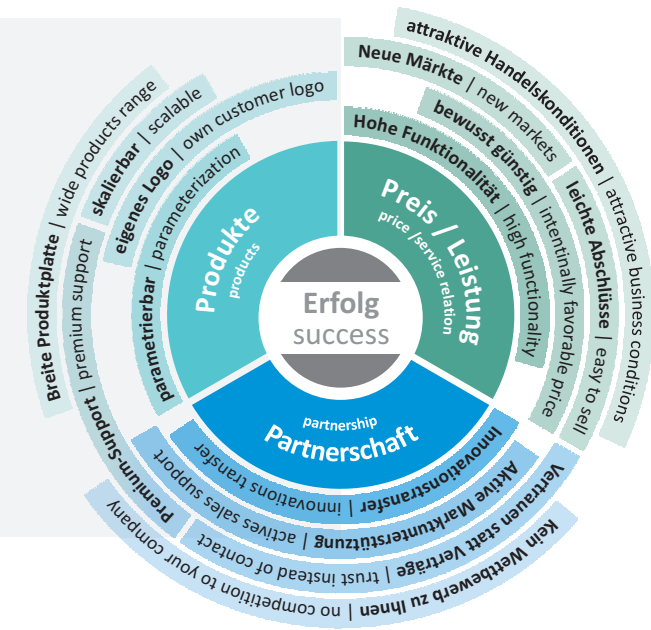 Erfolg
success
Produkte
products
parametrierbar | parameterization
eigenes Logo | own customer logo
skalierbar | scalable
Breite Produktplatte | wide products range
Premium-Support | premium support
Preis / Leistung
price /service relation
Hohe Funktionalität | high functionality
bewusst günstig | intentinally favorable price
Neue Märkte | new markets
leichte Abschlüsse | easy to sell
attraktive Handelskonditionen | attractive business conditions
partnership
Partnerschaft
Innovationstransfer | innovations transfer
Aktive Marktunterstützung | actives sales support
Vertrauen statt Verträge | trust instead of contact
Kein Wettbewerb zu Ihnen | no competition to your company